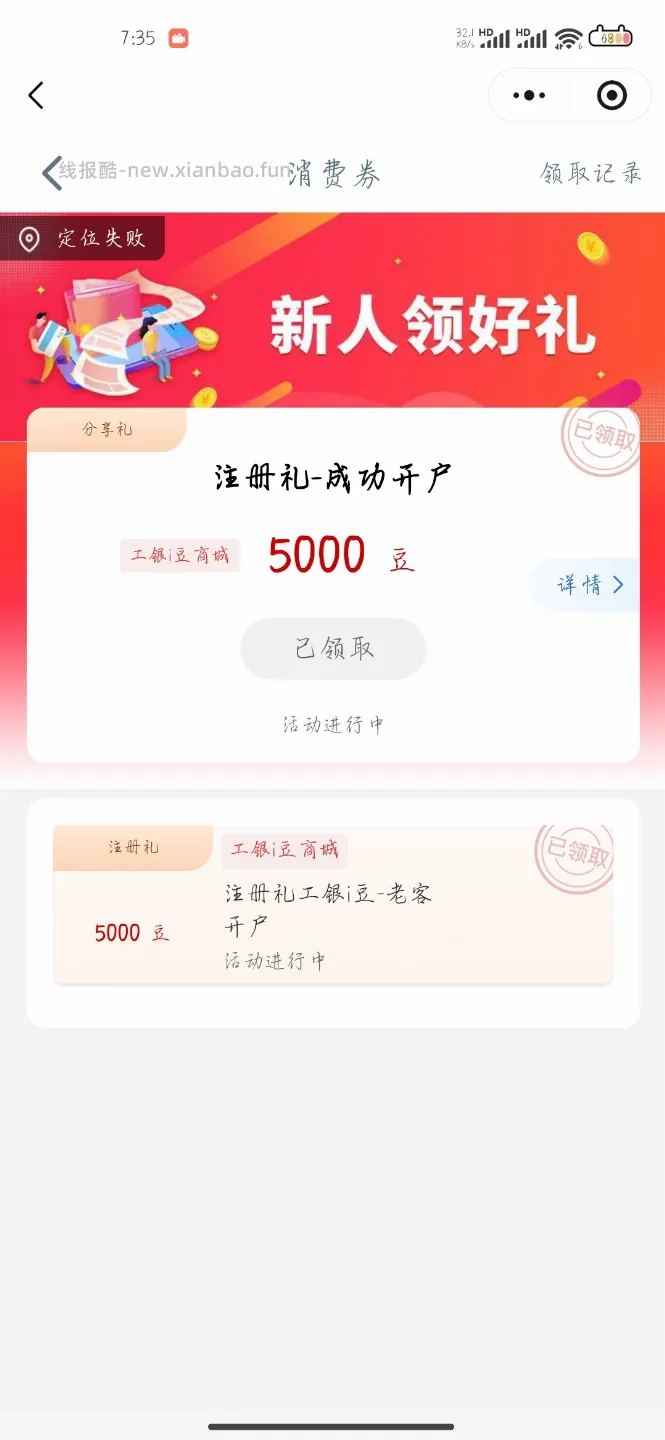 7:35
32.1 KB/s HD HD 6 68
线报酷-new.xianbao.fun
消费券
领取记录
定位失败
新人领好礼
分享礼
已领取
注册礼-成功开户
工银i豆商城 5000 豆
详情
已领取
活动进行中
注册礼
工银i豆商城
已领取
5000 豆
注册礼工银i豆-老客
开户
活动进行中